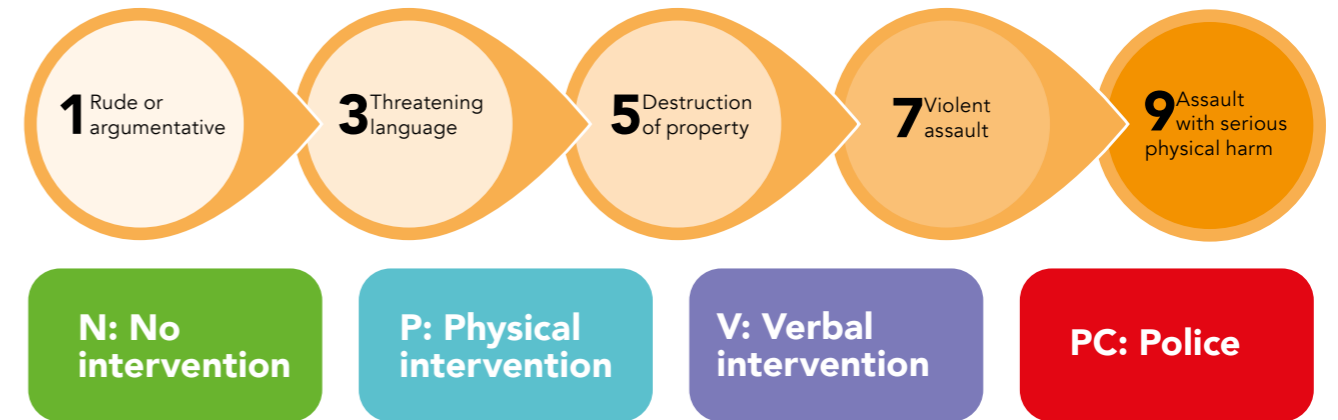 1 Rude or
argumentative
3 Threatening
language
5 Destruction
of property
7 Violent
assault
9 Assault
with serious
physical harm
N: No
intervention
P: Physical
intervention
V: Verbal
intervention
PC: Police